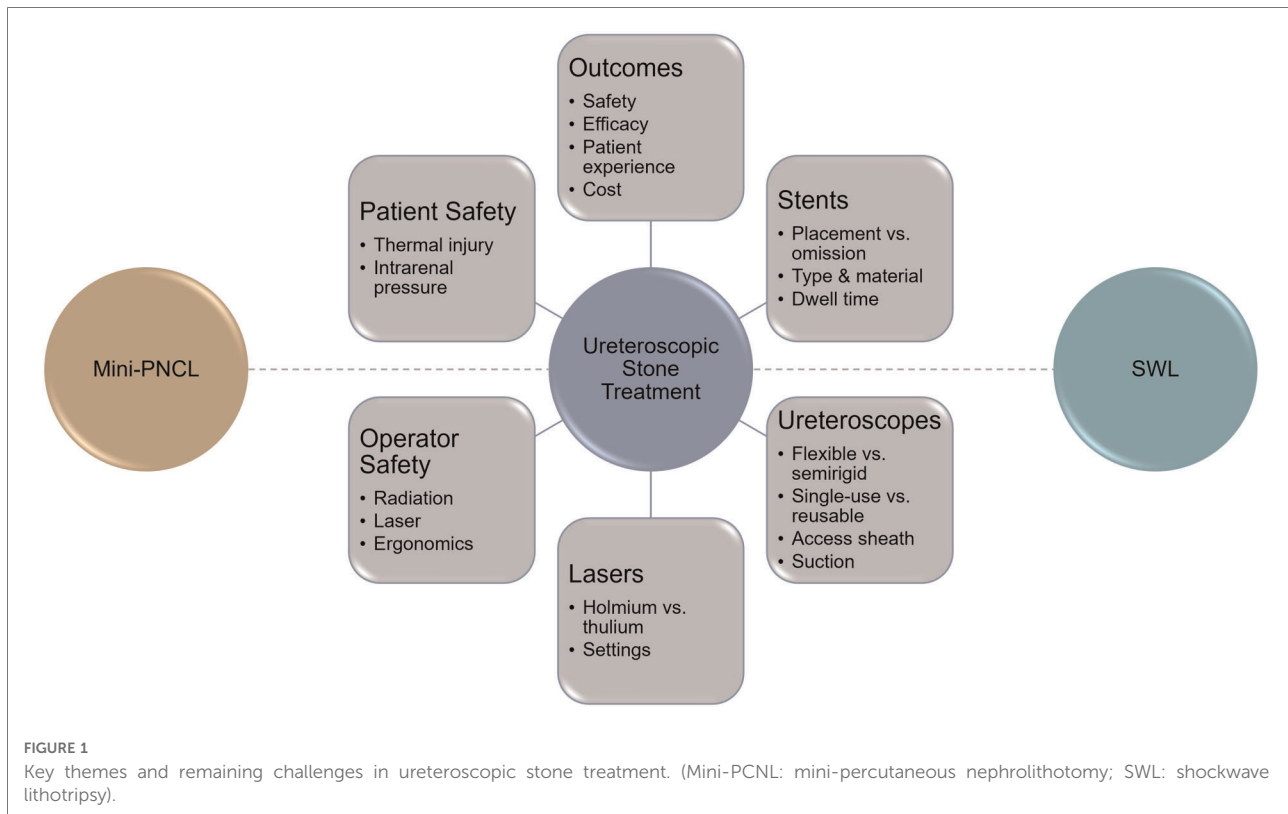 Outcomes
• Safety
• Efficacy
• Patient
experience
• Cost
Patient Safety
• Thermal injury
• Intrarenal
pressure
Stents
• Placement vs.
omission
• Type & material
• Dwell time
Mini-PNCL
Ureteroscopic
Stone
Treatment
SWL
Operator
Safety
• Radiation
• Laser
• Ergonomics
Lasers
• Holmium vs.
thulium
• Settings
Ureteroscopes
• Flexible vs.
semirigid
• Single-use vs.
reusable
• Access sheath
• Suction
FIGURE 1
Key themes and remaining challenges in ureteroscopic stone treatment. (Mini-PCNL: mini-percutaneous nephrolithotomy; SWL: shockwave
lithotripsy).